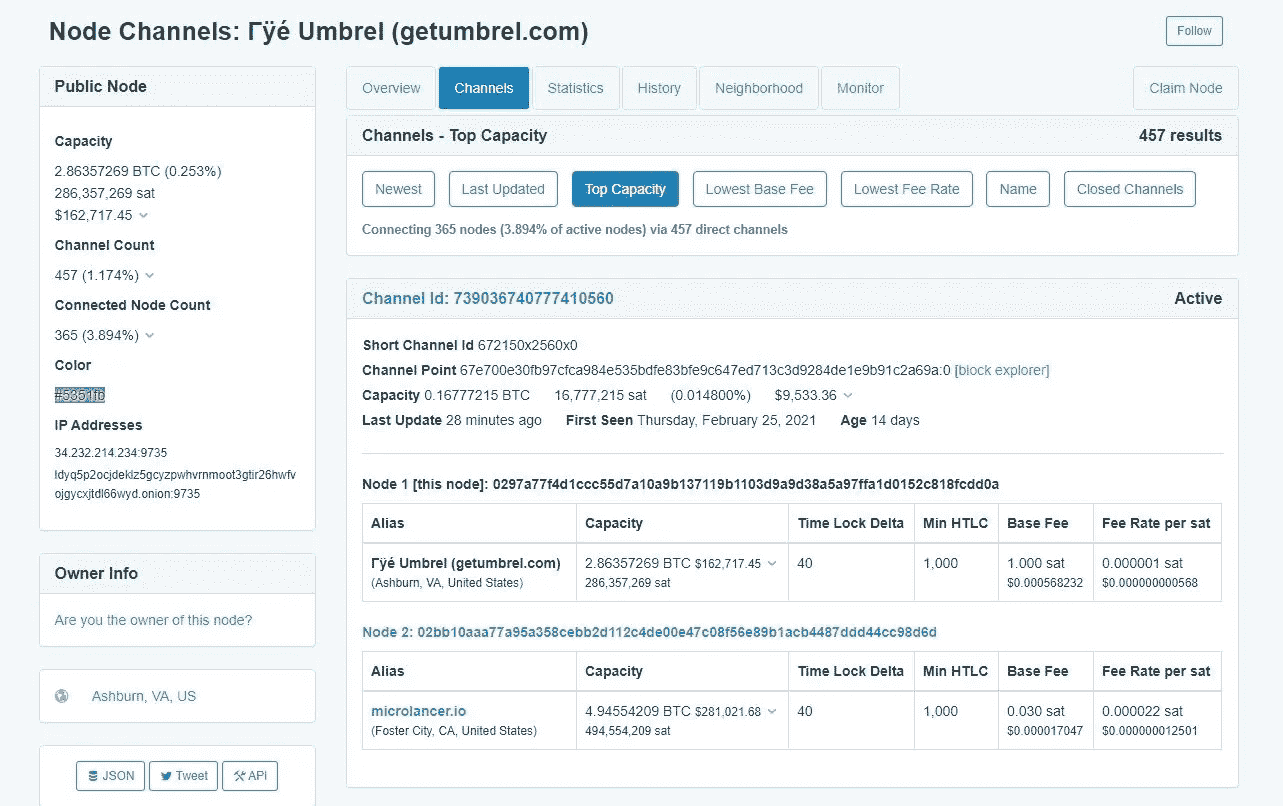 Node Channels: Γÿé Umbrel (getumbrel.com)
Follow
Public Node
Capacity
2.86357269 BTC (0.253%)
286,357,269 sat
$162,717.45
Channel Count
457 (1.174%)
Connected Node Count
365 (3.894%)
Color
#5351fb
IP Addresses
34.232.214.234:9735
ldyq5p2ocjdeklz5gcyzpwhvrnmoot3gtir26hwfv
ojgycxjtdl66wyd.onion:9735
Owner Info
Are you the owner of this node?
Ashburn, VA, US
JSON Tweet API
Overview Channels Statistics History Neighborhood Monitor Claim Node
Channels - Top Capacity 457 results
Newest Last Updated Top Capacity Lowest Base Fee Lowest Fee Rate Name Closed Channels
Connecting 365 nodes (3.894% of active nodes) via 457 direct channels
Channel Id: 739036740777410560 Active
Short Channel Id 672150x2560x0
Channel Point 67e700e30fb97cfca984e535bdfe83bfe9c647ed713c3d9284de1e9b91c2a69a:0 [block explorer]
Capacity 0.16777215 BTC 16,777,215 sat (0.014800%) $9,533.36
Last Update 28 minutes ago First Seen Thursday, February 25, 2021 Age 14 days
Node 1 [this node]: 0297a77f4d1ccc55d7a10a9b137119b1103d9a9d38a5a97ffa1d0152c818fcdd0a
Alias Capacity Time Lock Delta Min HTLC Base Fee Fee Rate per sat
Γÿé Umbrel (getumbrel.com) 2.86357269 BTC $162,717.45 40 1,000 1.000 sat 0.000001 sat
(Ashburn, VA, United States) 286,357,269 sat $0.000568232 $0.000000000568
Node 2: 02bb10aaa77a95a358cebb2d112c4de00e47c08f56e89b1acb4487ddd44cc98d6d
Alias Capacity Time Lock Delta Min HTLC Base Fee Fee Rate per sat
microlancer.io 4.94554209 BTC $281,021.68 40 1,000 0.030 sat 0.000022 sat
(Foster City, CA, United States) 494,554,209 sat $0.000017047 $0.000000012501